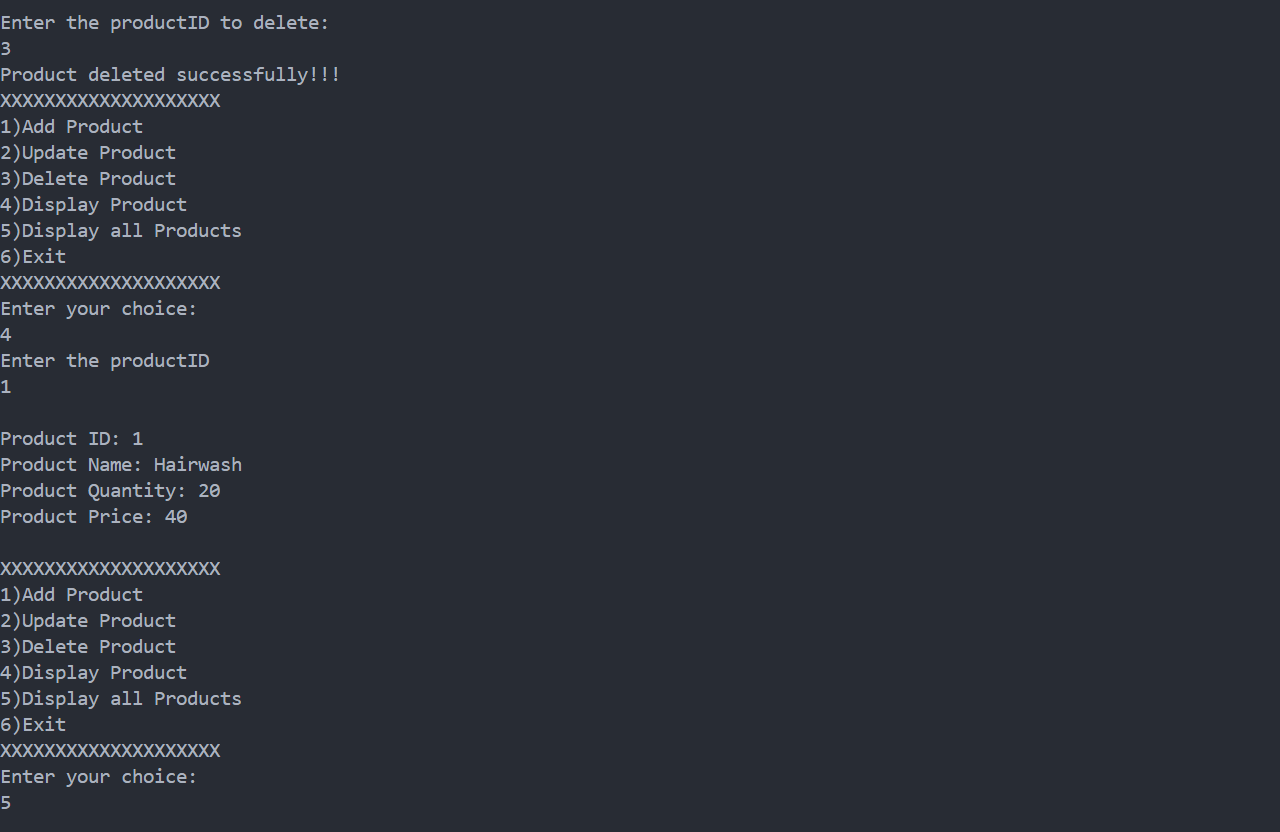 Enter the productID to delete:
3
Product deleted successfully!!!
XXXXXXXXXXXXXXXXXXXX
1)Add Product
2)Update Product
3)Delete Product
4)Display Product
5)Display all Products
6)Exit
XXXXXXXXXXXXXXXXXXXX
Enter your choice:
4
Enter the productID
1

Product ID: 1
Product Name: Hairwash
Product Quantity: 20
Product Price: 40

XXXXXXXXXXXXXXXXXXXX
1)Add Product
2)Update Product
3)Delete Product
4)Display Product
5)Display all Products
6)Exit
XXXXXXXXXXXXXXXXXXXX
Enter your choice:
5